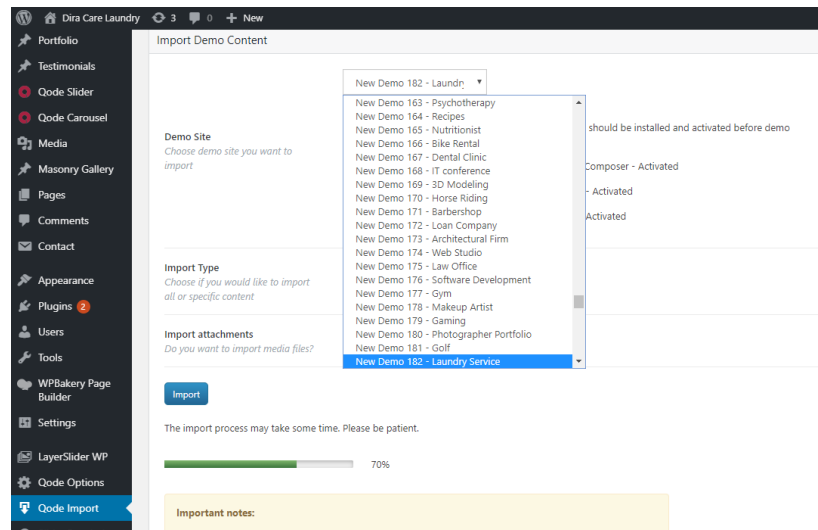 Dira Care Laundry 3 0 + New
Portfolio
Testimonials
Qode Slider
Qode Carousel
Media
Masonry Gallery
Pages
Comments
Contact
Appearance
Plugins 2
Users
Tools
WPBakery Page
Builder
Settings
LayerSlider WP
Qode Options
Qode Import
Import Demo Content
New Demo 182 - Laundr
Demo Site
Choose demo site you want to
import
New Demo 163 - Psychotherapy
New Demo 164 - Recipes
New Demo 165 - Nutritionist
New Demo 166 - Bike Rental
New Demo 167 - Dental Clinic
New Demo 168 - IT conference
New Demo 169 - 3D Modeling
New Demo 170 - Horse Riding
New Demo 171 - Barbershop
New Demo 172 - Loan Company
New Demo 173 - Architectural Firm
New Demo 174 - Web Studio
New Demo 175 - Law Office
New Demo 176 - Software Development
New Demo 177 - Gym
New Demo 178 - Makeup Artist
New Demo 179 - Gaming
New Demo 180 - Photographer Portfolio
New Demo 181 - Golf
New Demo 182 - Laundry Service
should be installed and activated before demo
Composer - Activated
- Activated
Activated
Import Type
Choose if you would like to import
all or specific content
Import attachments
Do you want to import media files?
Import
The import process may take some time. Please be patient.
70%
Important notes: